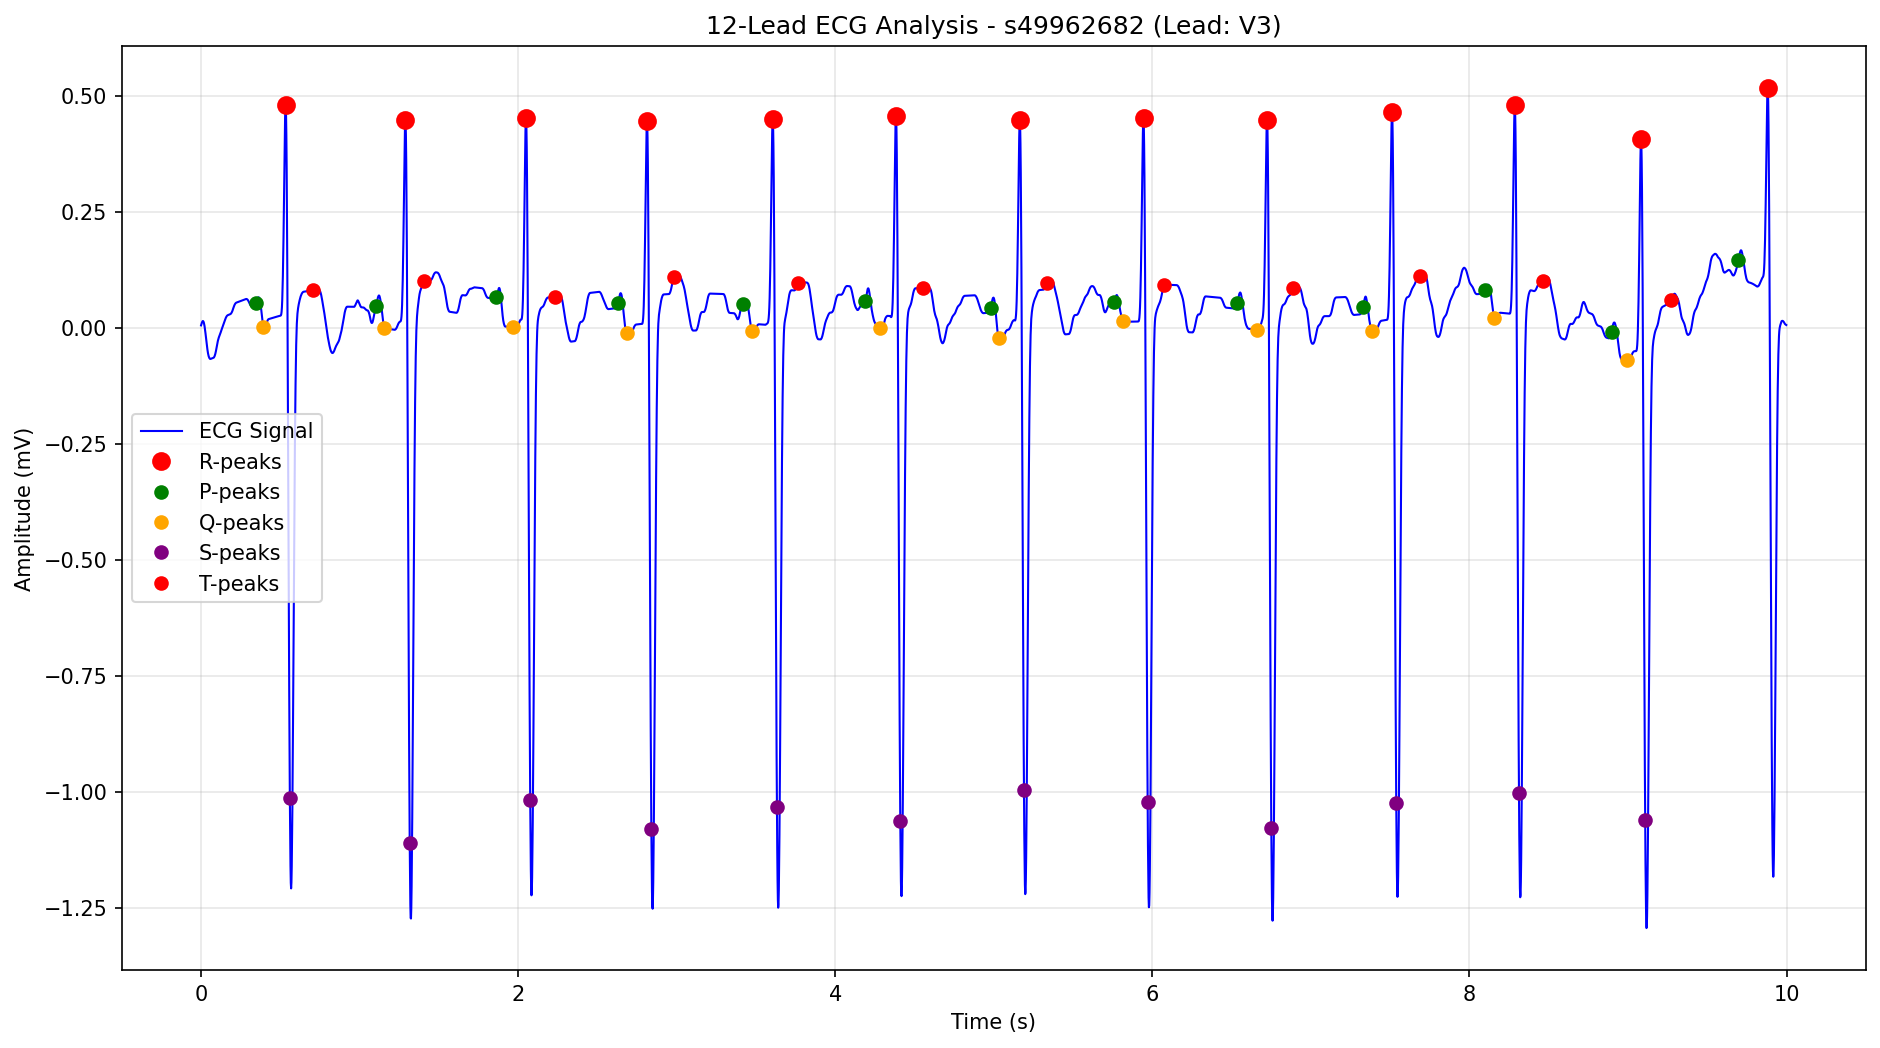 12-Lead ECG Analysis - s49962682 (Lead: V3)
Amplitude (mV)
0.50
0.25
0.00
−0.25
−0.50
−0.75
−1.00
−1.25
ECG Signal
R-peaks
P-peaks
Q-peaks
S-peaks
T-peaks
0 2 4 6 8 10
Time (s)